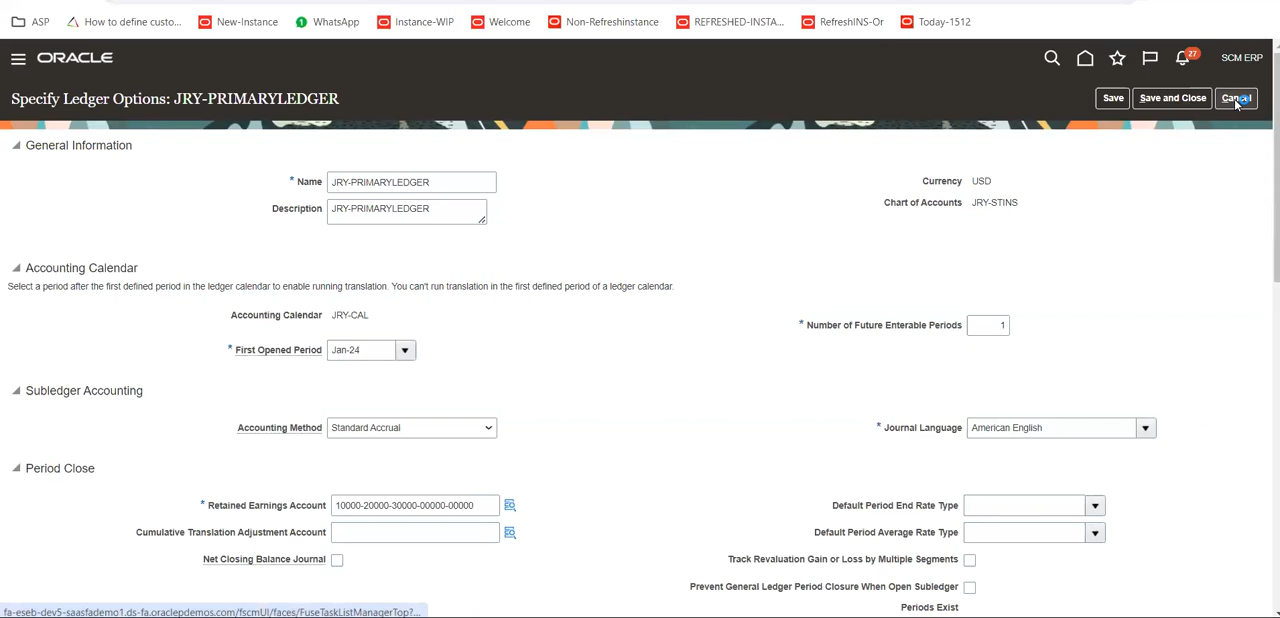 ASP How to define custo... New-Instance WhatsApp Instance-WIP Welcome Non-Refreshinstance REFRESHED-INSTA... RefreshINS-Or Today-1512
ORACLE 27 SCM ERP
Specify Ledger Options: JRY-PRIMARYLEDGER Save Save and Close Cancel
General Information
* Name JRY-PRIMARYLEDGER Currency USD
Description JRY-PRIMARYLEDGER Chart of Accounts JRY-STINS
Accounting Calendar
Select a period after the first defined period in the ledger calendar to enable running translation. You can't run translation in the first defined period of a ledger calendar.
Accounting Calendar JRY-CAL
* Number of Future Enterable Periods 1
* First Opened Period Jan-24
Subledger Accounting
Accounting Method Standard Accrual * Journal Language American English
Period Close
* Retained Earnings Account 10000-20000-30000-00000-00000 Default Period End Rate Type
Cumulative Translation Adjustment Account Default Period Average Rate Type
Net Closing Balance Journal Track Revaluation Gain or Loss by Multiple Segments
Prevent General Ledger Period Closure When Open Subledger
Periods Exist
fa-eseb-dev5-saasfademo1.ds-fa.oraclepdemos.com/fscmUI/faces/FuseTaskListManagerTop?...